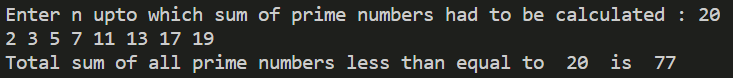 Enter n upto which sum of prime numbers had to be calculated : 20
2 3 5 7 11 13 17 19
Total sum of all prime numbers less than equal to  20  is  77